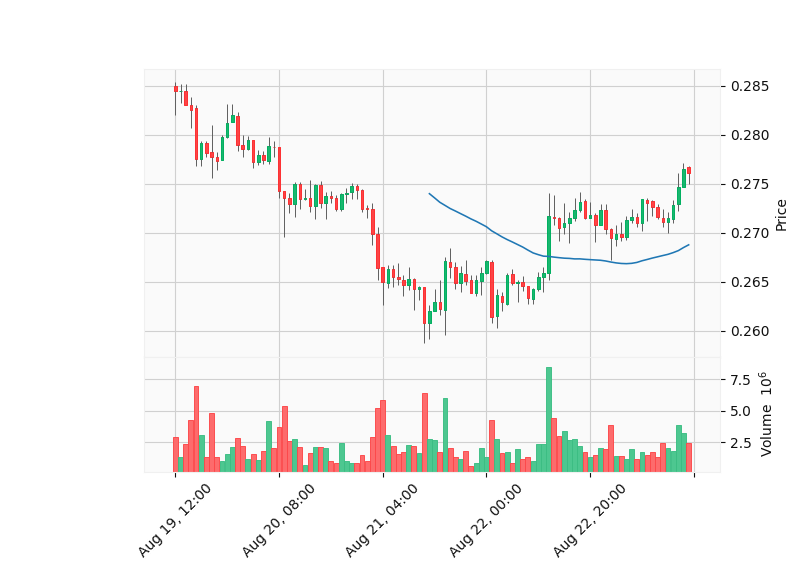 0.285
0.280
0.275
0.270
0.265
0.260
Price
7.5
5.0
2.5
Volume 10^6
Aug 19, 12:00
Aug 20, 08:00
Aug 21, 04:00
Aug 22, 00:00
Aug 22, 20:00